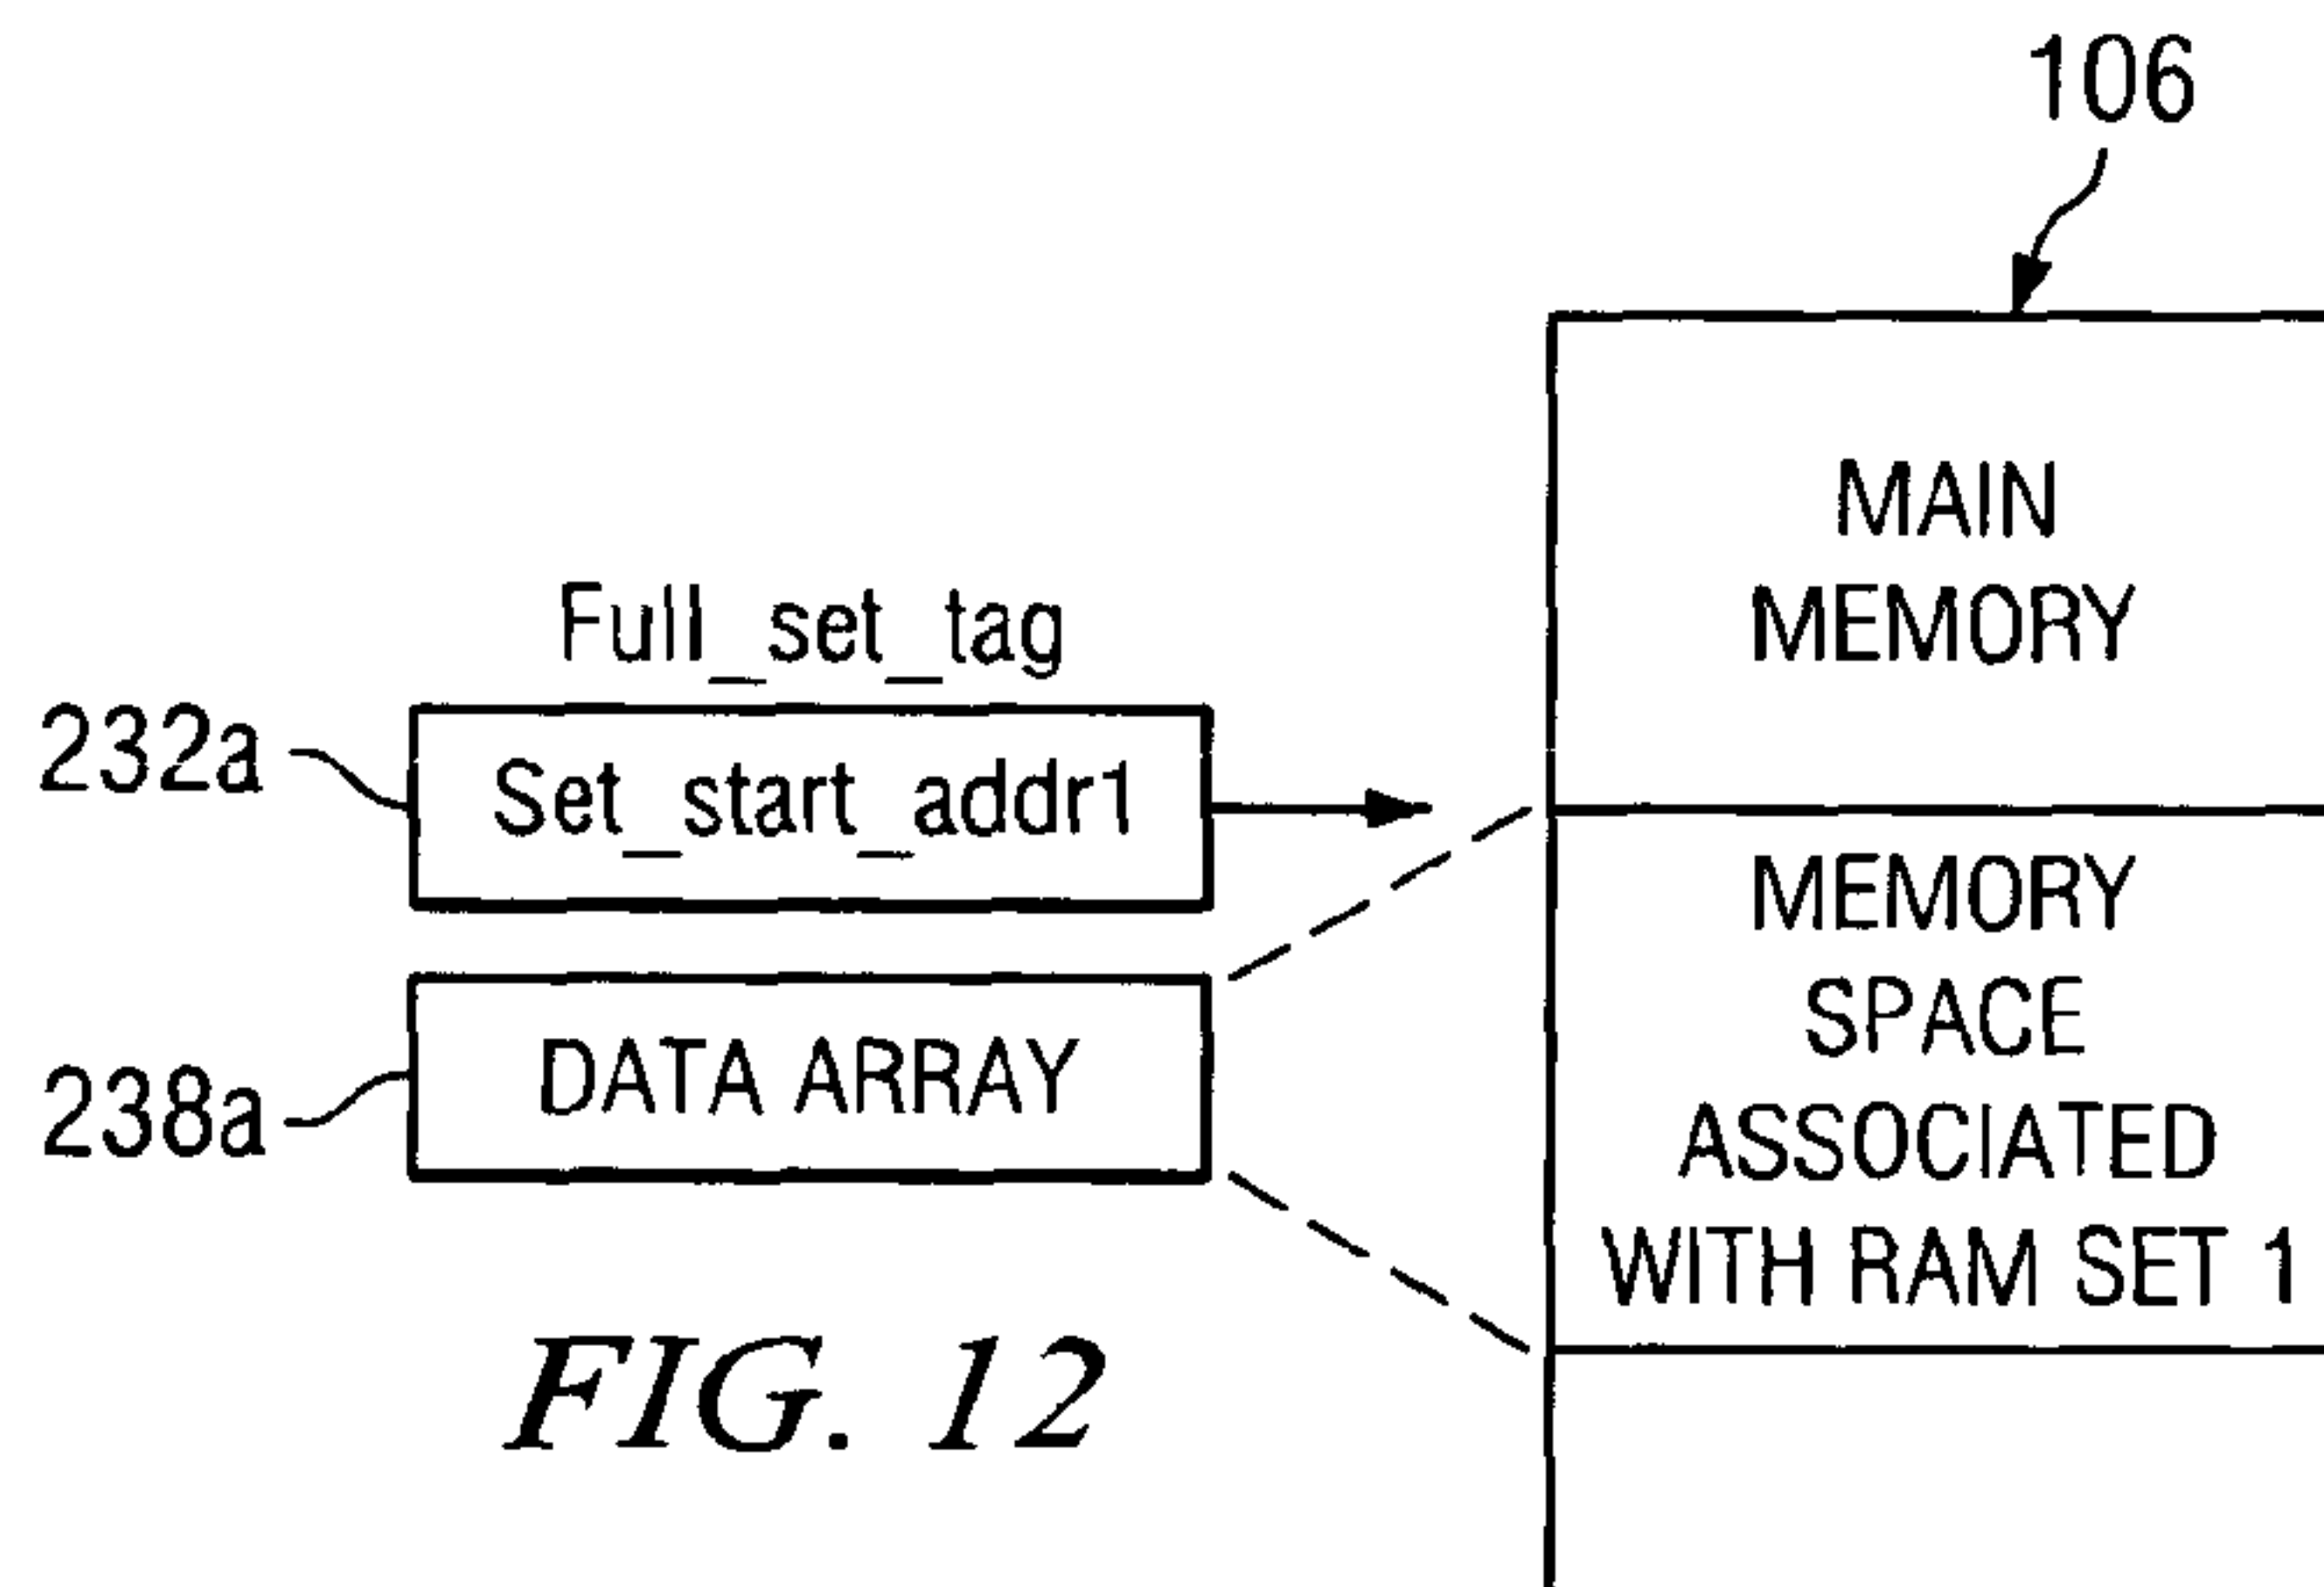 106
MAIN
MEMORY
Full_set_tag
232a
Set_start_addr1
MEMORY
SPACE
ASSOCIATED
WITH RAM SET 1
238a
DATA ARRAY
FIG. 12